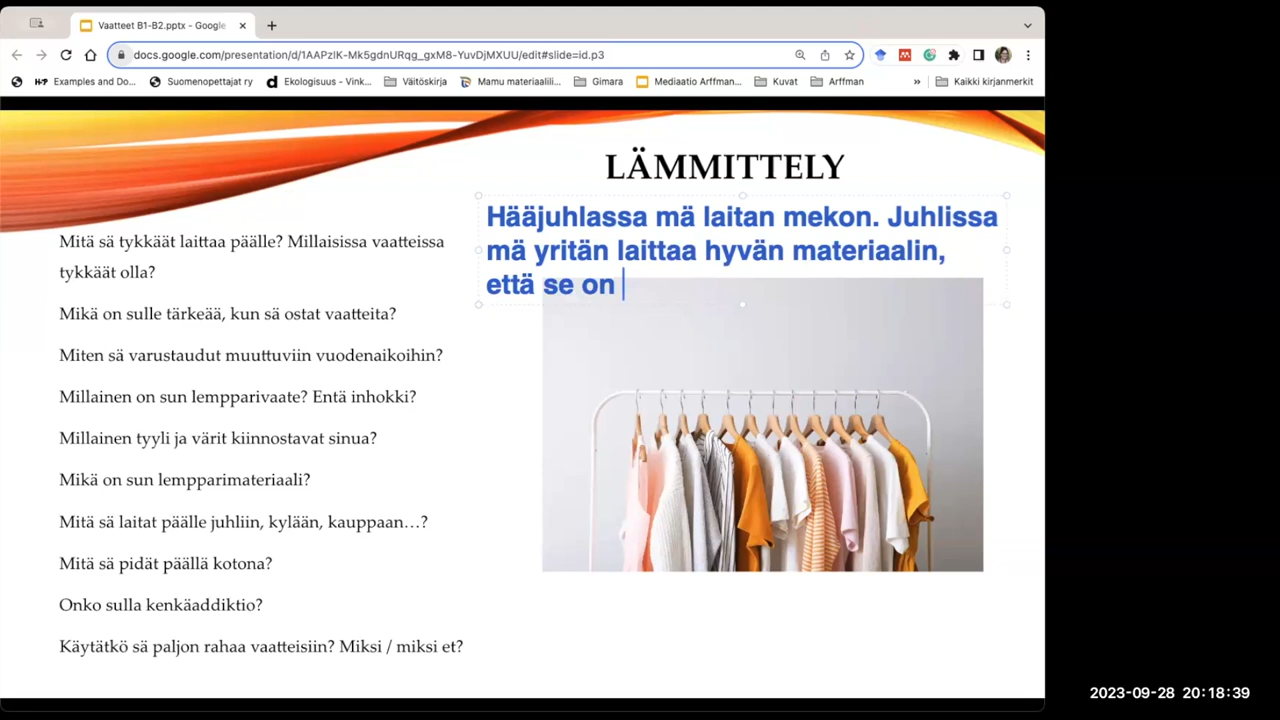 Vaatteet B1-B2.pptx - Google
docs.google.com/presentation/d/1AAPzIK-Mk5gdnURqg_gxM8-YuvDjMXUU/edit#slide=id.p3
Examples and Do...
Suomenopettajat ry
Ekologisuus - Vink...
Väitöskirja
Mamu materiaalili...
Gimara
Mediaatio Arffman...
Kuvat
Arffman
»
Kaikki kirjanmerkit
LÄMMITTELY
Hääjuhlassa mä laitan mekon. Juhlissa
mä yritän laittaa hyvän materiaalin,
että se on
Mitä sä tykkäät laittaa päälle? Millaisissa vaatteissa
tykkäät olla?
Mikä on sulle tärkeää, kun sä ostat vaatteita?
Miten sä varustaudut muuttuviin vuodenaikoihin?
Millainen on sun lempparivaate? Entä inhokki?
Millainen tyyli ja värit kiinnostavat sinua?
Mikä on sun lempparimateriaali?
Mitä sä laitat päälle juhliin, kylään, kauppaan...?
Mitä sä pidät päällä kotona?
Onko sulla kenkäaddiktio?
Käytätkö sä paljon rahaa vaatteisiin? Miksi / miksi et?
2023-09-28 20:18:39